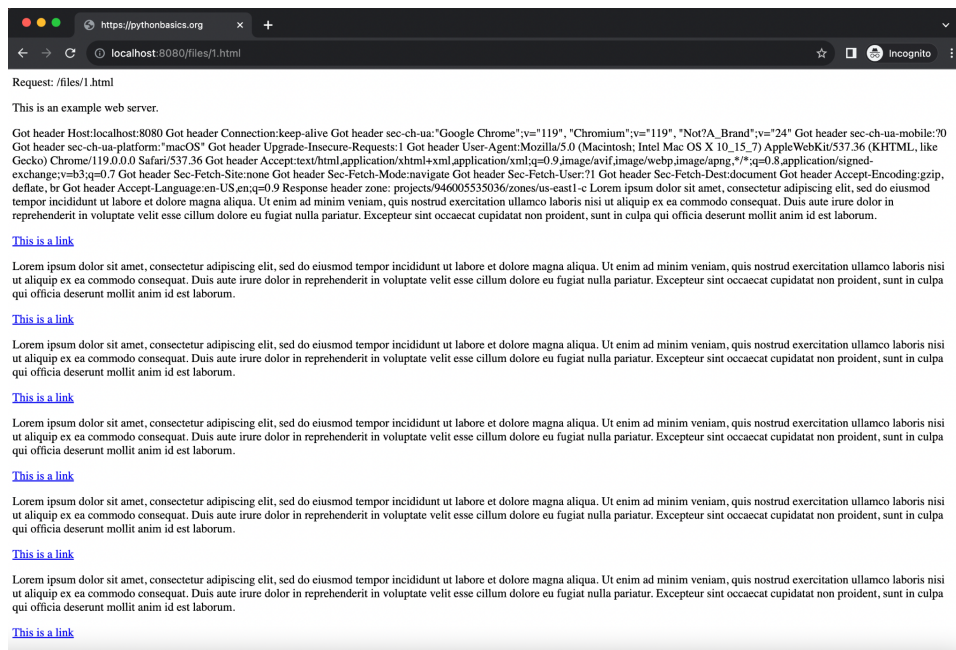 https://pythonbasics.org
localhost:8080/files/1.html
Incognito
Request: /files/1.html
This is an example web server.
Got header Host:localhost:8080 Got header Connection:keep-alive Got header sec-ch-ua:"Google Chrome";v="119", "Chromium";v="119", "Not?A_Brand";v="24" Got header sec-ch-ua-mobile:?0
Got header sec-ch-ua-platform:"macOS" Got header Upgrade-Insecure-Requests:1 Got header User-Agent:Mozilla/5.0 (Macintosh; Intel Mac OS X 10_15_7) AppleWebKit/537.36 (KHTML, like
Gecko) Chrome/119.0.0.0 Safari/537.36 Got header Accept:text/html,application/xhtml+xml,application/xml;q=0.9,image/avif,image/webp,image/apng,*/*;q=0.8,application/signed-
exchange;v=b3;q=0.7 Got header Sec-Fetch-Site:none Got header Sec-Fetch-Mode:navigate Got header Sec-Fetch-User:?1 Got header Sec-Fetch-Dest:document Got header Accept-Encoding:gzip,
deflate, br Got header Accept-Language:en-US,en;q=0.9 Response header zone: projects/946005535036/zones/us-east1-c Lorem ipsum dolor sit amet, consectetur adipiscing elit, sed do eiusmod
tempor incididunt ut labore et dolore magna aliqua. Ut enim ad minim veniam, quis nostrud exercitation ullamco laboris nisi ut aliquip ex ea commodo consequat. Duis aute irure dolor in
reprehenderit in voluptate velit esse cillum dolore eu fugiat nulla pariatur. Excepteur sint occaecat cupidatat non proident, sunt in culpa qui officia deserunt mollit anim id est laborum.
This is a link
Lorem ipsum dolor sit amet, consectetur adipiscing elit, sed do eiusmod tempor incididunt ut labore et dolore magna aliqua. Ut enim ad minim veniam, quis nostrud exercitation ullamco laboris nisi
ut aliquip ex ea commodo consequat. Duis aute irure dolor in reprehenderit in voluptate velit esse cillum dolore eu fugiat nulla pariatur. Excepteur sint occaecat cupidatat non proident, sunt in culpa
qui officia deserunt mollit anim id est laborum.
This is a link
Lorem ipsum dolor sit amet, consectetur adipiscing elit, sed do eiusmod tempor incididunt ut labore et dolore magna aliqua. Ut enim ad minim veniam, quis nostrud exercitation ullamco laboris nisi
ut aliquip ex ea commodo consequat. Duis aute irure dolor in reprehenderit in voluptate velit esse cillum dolore eu fugiat nulla pariatur. Excepteur sint occaecat cupidatat non proident, sunt in culpa
qui officia deserunt mollit anim id est laborum.
This is a link
Lorem ipsum dolor sit amet, consectetur adipiscing elit, sed do eiusmod tempor incididunt ut labore et dolore magna aliqua. Ut enim ad minim veniam, quis nostrud exercitation ullamco laboris nisi
ut aliquip ex ea commodo consequat. Duis aute irure dolor in reprehenderit in voluptate velit esse cillum dolore eu fugiat nulla pariatur. Excepteur sint occaecat cupidatat non proident, sunt in culpa
qui officia deserunt mollit anim id est laborum.
This is a link
Lorem ipsum dolor sit amet, consectetur adipiscing elit, sed do eiusmod tempor incididunt ut labore et dolore magna aliqua. Ut enim ad minim veniam, quis nostrud exercitation ullamco laboris nisi
ut aliquip ex ea commodo consequat. Duis aute irure dolor in reprehenderit in voluptate velit esse cillum dolore eu fugiat nulla pariatur. Excepteur sint occaecat cupidatat non proident, sunt in culpa
qui officia deserunt mollit anim id est laborum.
This is a link
Lorem ipsum dolor sit amet, consectetur adipiscing elit, sed do eiusmod tempor incididunt ut labore et dolore magna aliqua. Ut enim ad minim veniam, quis nostrud exercitation ullamco laboris nisi
ut aliquip ex ea commodo consequat. Duis aute irure dolor in reprehenderit in voluptate velit esse cillum dolore eu fugiat nulla pariatur. Excepteur sint occaecat cupidatat non proident, sunt in culpa
qui officia deserunt mollit anim id est laborum.
This is a link